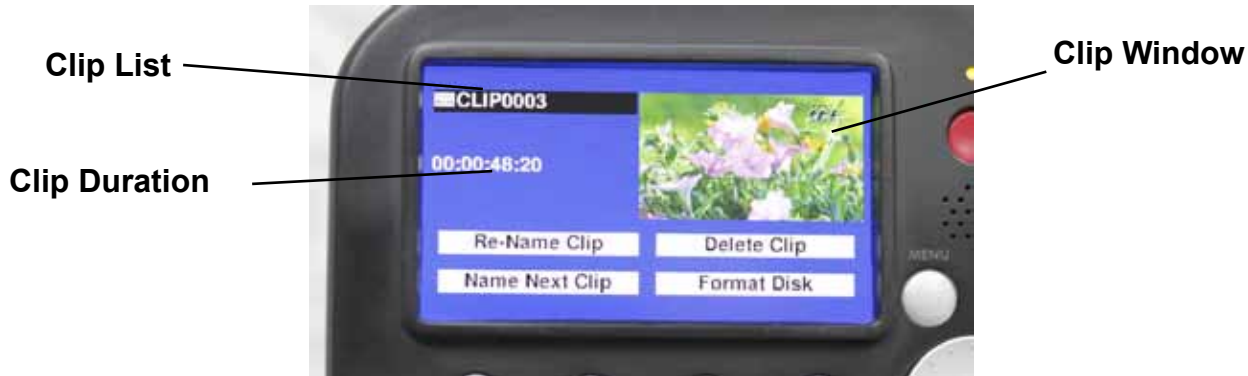 Clip List
Clip Window
CLIP0003
Clip Duration
00:00:48:20
Re-Name Clip
Delete Clip
Name Next Clip
Format Disk
MENU